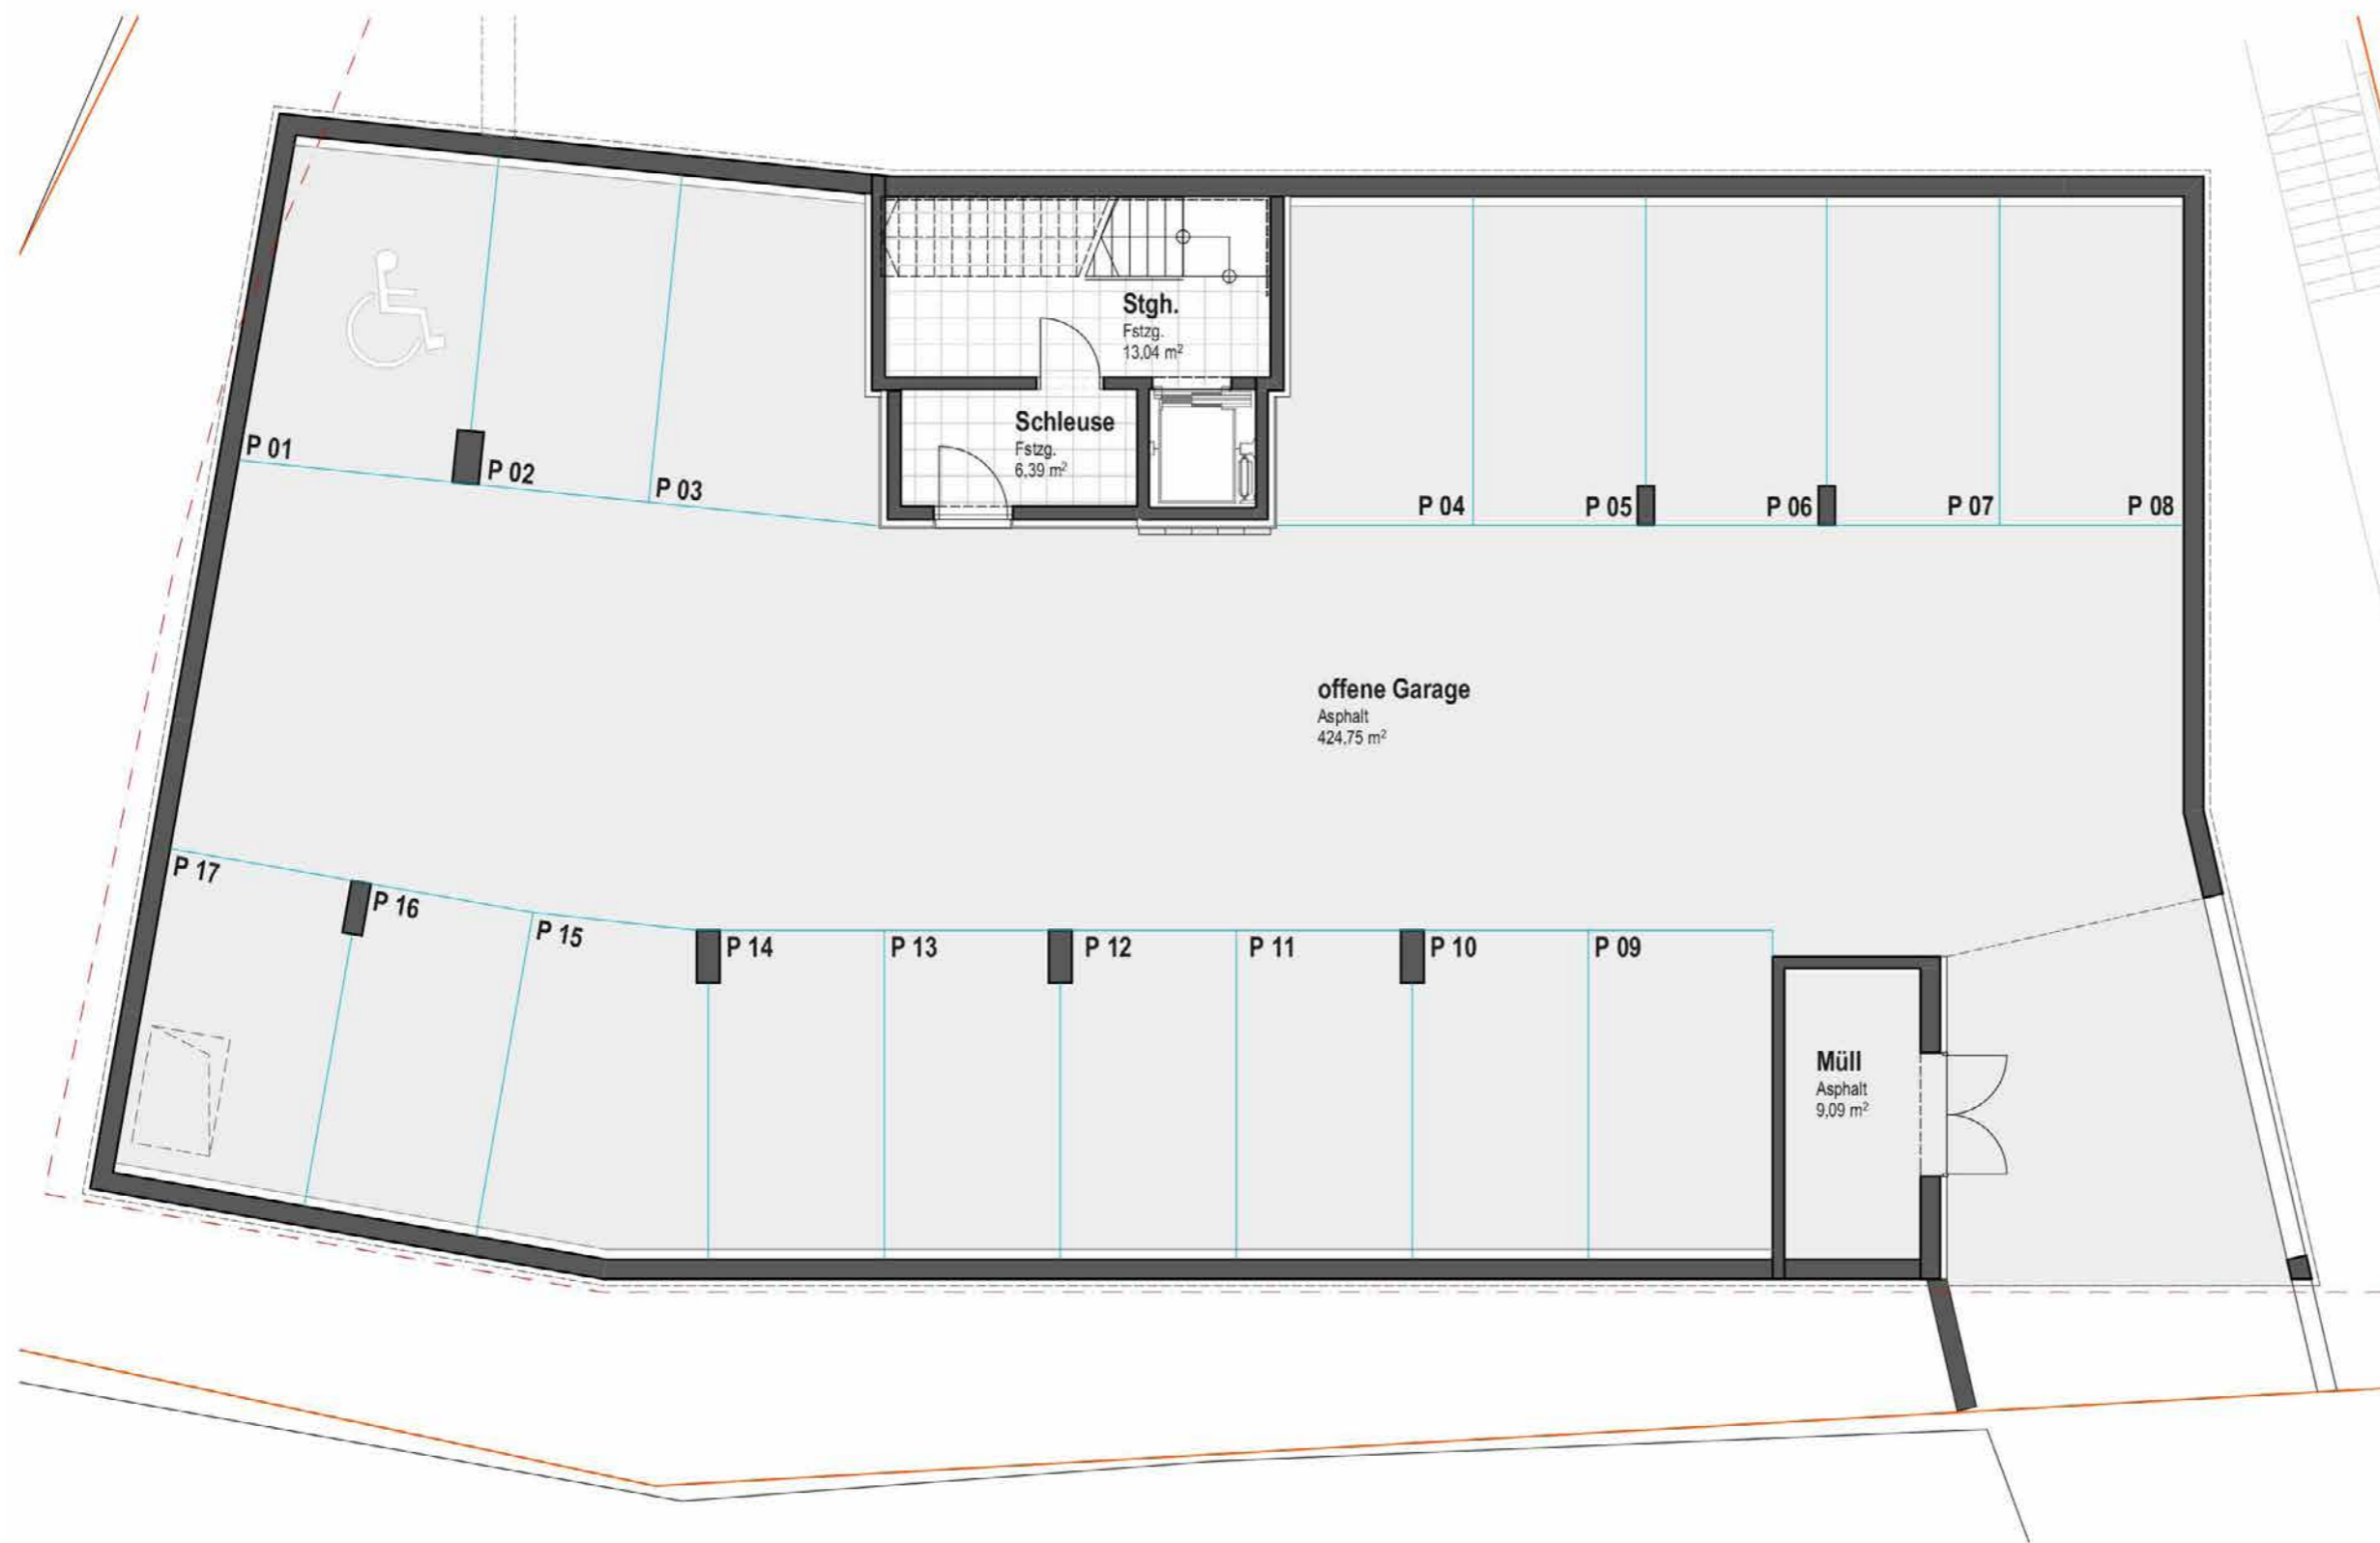 Stgh.
Fstzg.
13,04 m²
Schleuse
Fstzg.
6,39 m²
P 01
P 02
P 03
P 04
P 05
P 06
P 07
P 08
offene Garage
Asphalt
424,75 m²
P 17
P 16
P 15
P 14
P 13
P 12
P 11
P 10
P 09
Müll
Asphalt
9,09 m²